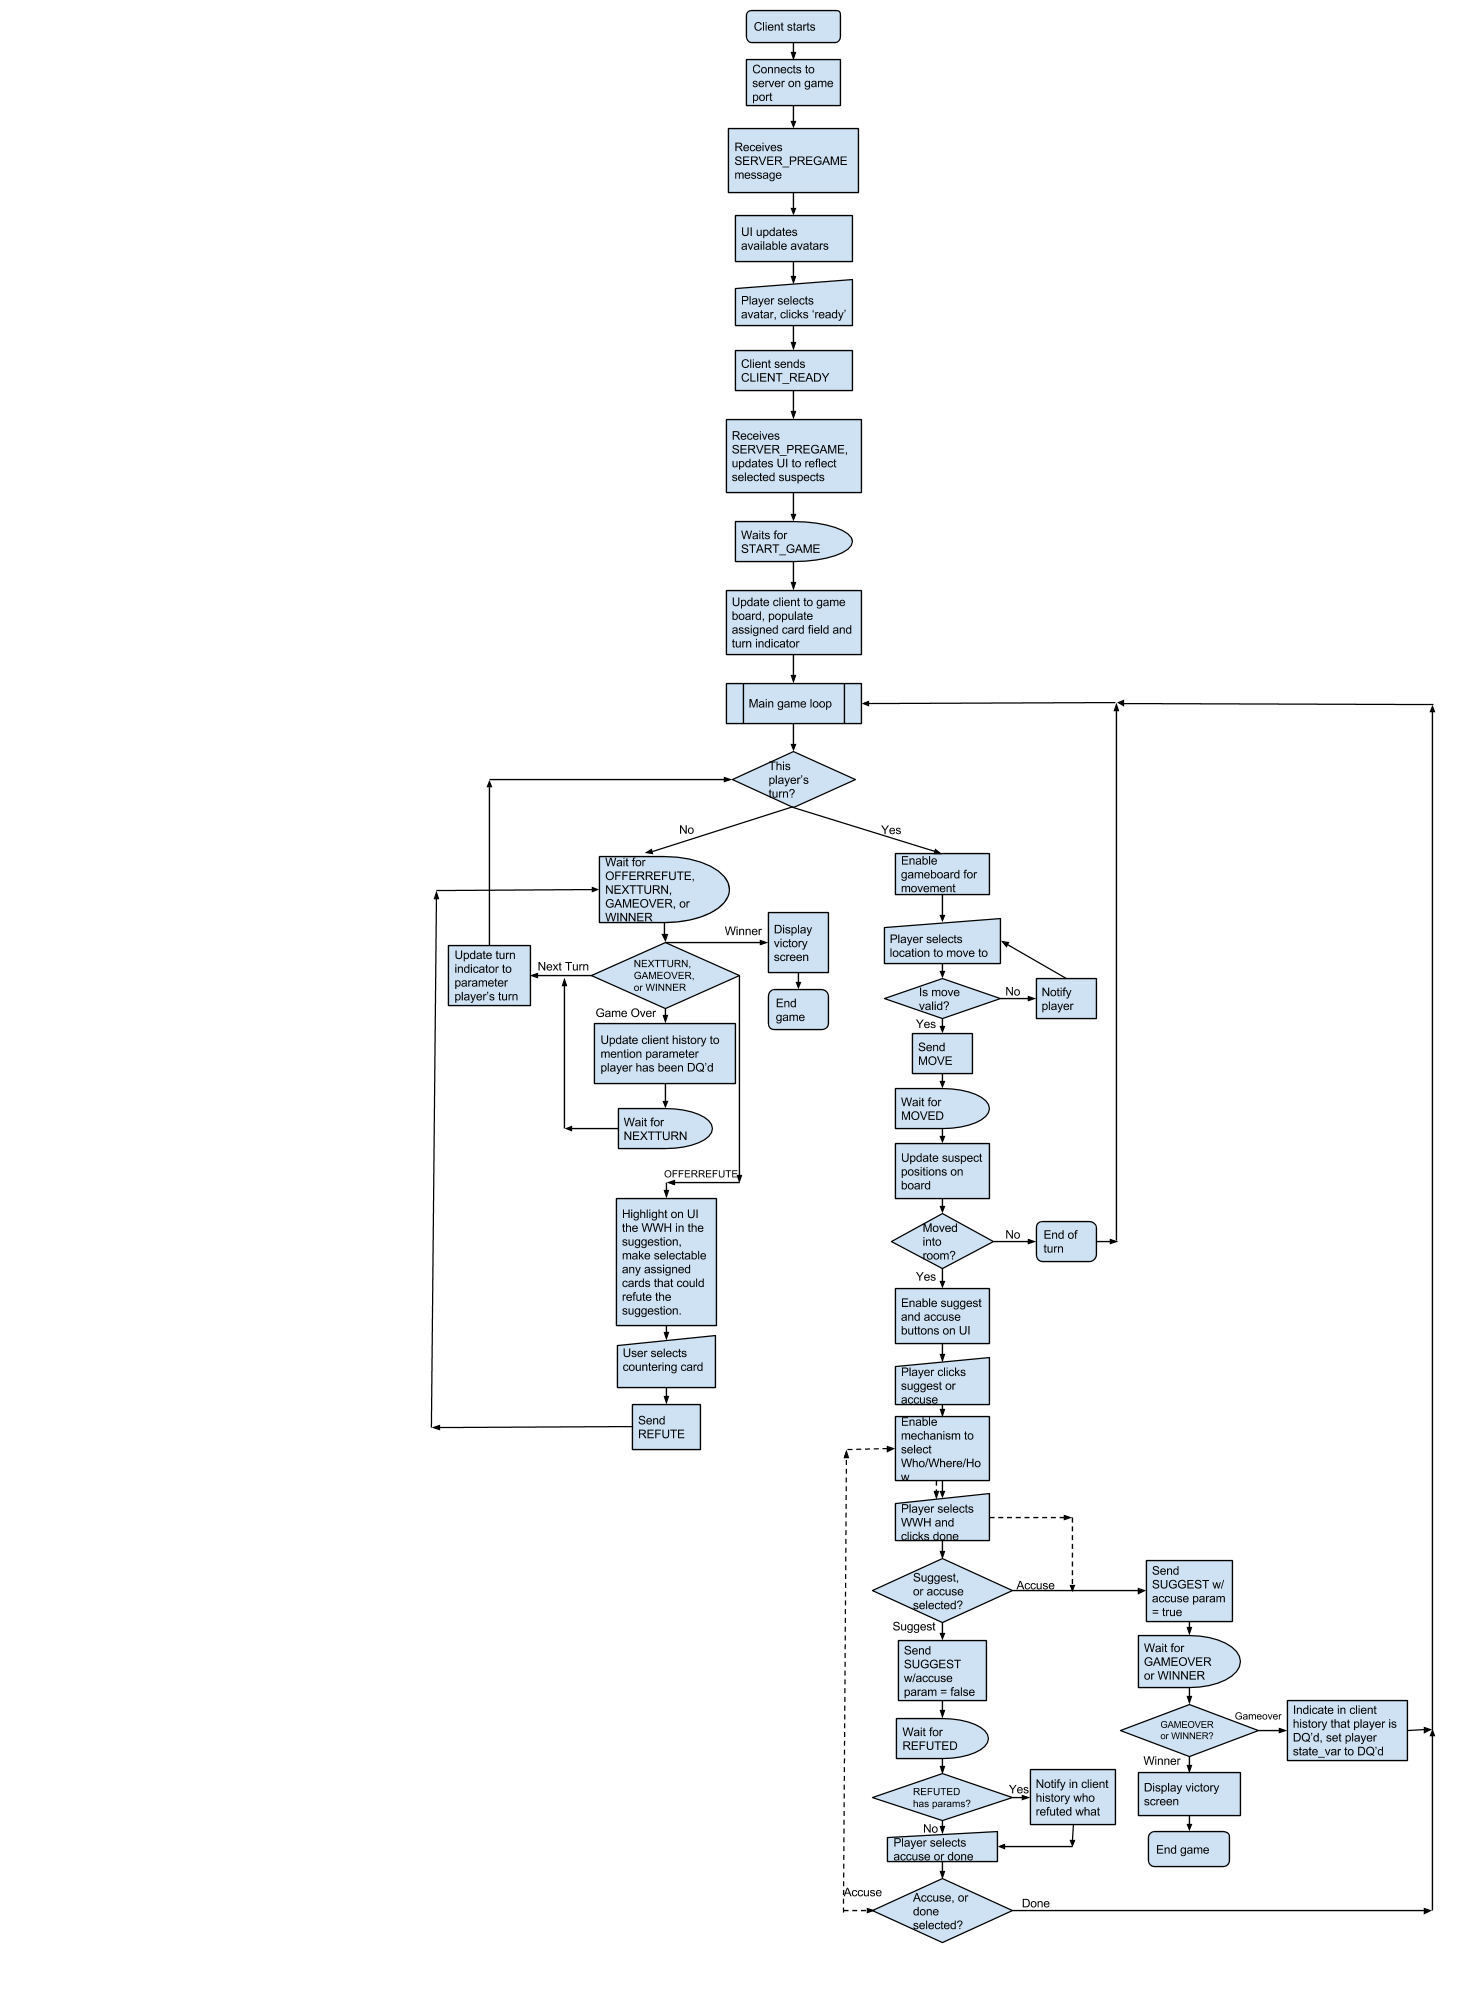 Client starts
Connects to
server on game
port
Receives
SERVER_PREGAME
message
UI updates
available avatars
Player selects
avatar, clicks ‘ready’
Client sends
CLIENT_READY
Receives
SERVER_PREGAME,
updates UI to reflect
selected suspects
Waits for
START_GAME
Update client to game
board, populate
assigned card field and
turn indicator
Main game loop
This
player’s
turn?
No
Yes
Wait for
OFFERREFUTE,
NEXTTURN,
GAMEOVER, or
WINNER
Winner
Display
victory
screen
End
game
NEXTTURN,
GAMEOVER,
or WINNER
Next Turn
Update turn
indicator to
parameter
player’s turn
Game Over
Update client history to
mention parameter
player has been DQ’d
Wait for
NEXTTURN
OFFERREFUTE
Highlight on UI
the WWH in the
suggestion,
make selectable
any assigned
cards that could
refute the
suggestion.
User selects
countering card
Send
REFUTE
Enable
gameboard for
movement
Player selects
location to move to
Is move
valid?
No
Notify
player
Yes
Send
MOVE
Wait for
MOVED
Update suspect
positions on
board
Moved
into
room?
No
End of
turn
Yes
Enable suggest
and accuse
buttons on UI
Player clicks
suggest or
accuse
Enable
mechanism to
select
Who/Where/Ho
w
Player selects
WWH and
clicks done
Suggest,
or accuse
selected?
Accuse
Send
SUGGEST w/
accuse param
= true
Wait for
GAMEOVER
or WINNER
GAMEOVER
or WINNER?
Gameover
Indicate in client
history that player is
DQ’d, set player
state_var to DQ’d
Winner
Display victory
screen
End game
Suggest
Send
SUGGEST
w/accuse
param = false
Wait for
REFUTED
REFUTED
has params?
Yes
Notify in client
history who
refuted what
No
Player selects
accuse or done
Accuse
Accuse, or
done
selected?
Done